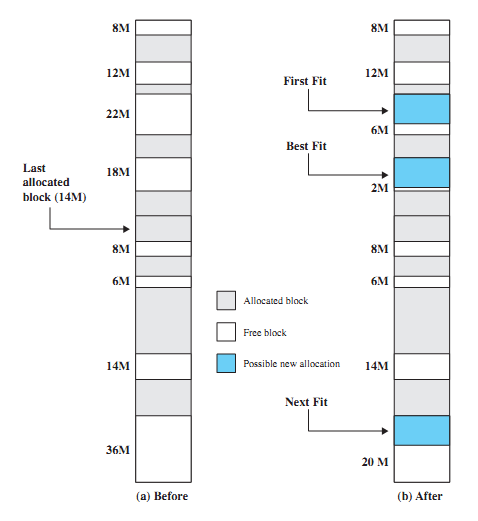 8M
12M
22M
18M
Last
allocated
block (14M)
8M
6M
14M
36M
(a) Before
Allocated block
Free block
Possible new allocation
8M
12M
First Fit
6M
Best Fit
2M
8M
6M
14M
Next Fit
20 M
(b) After